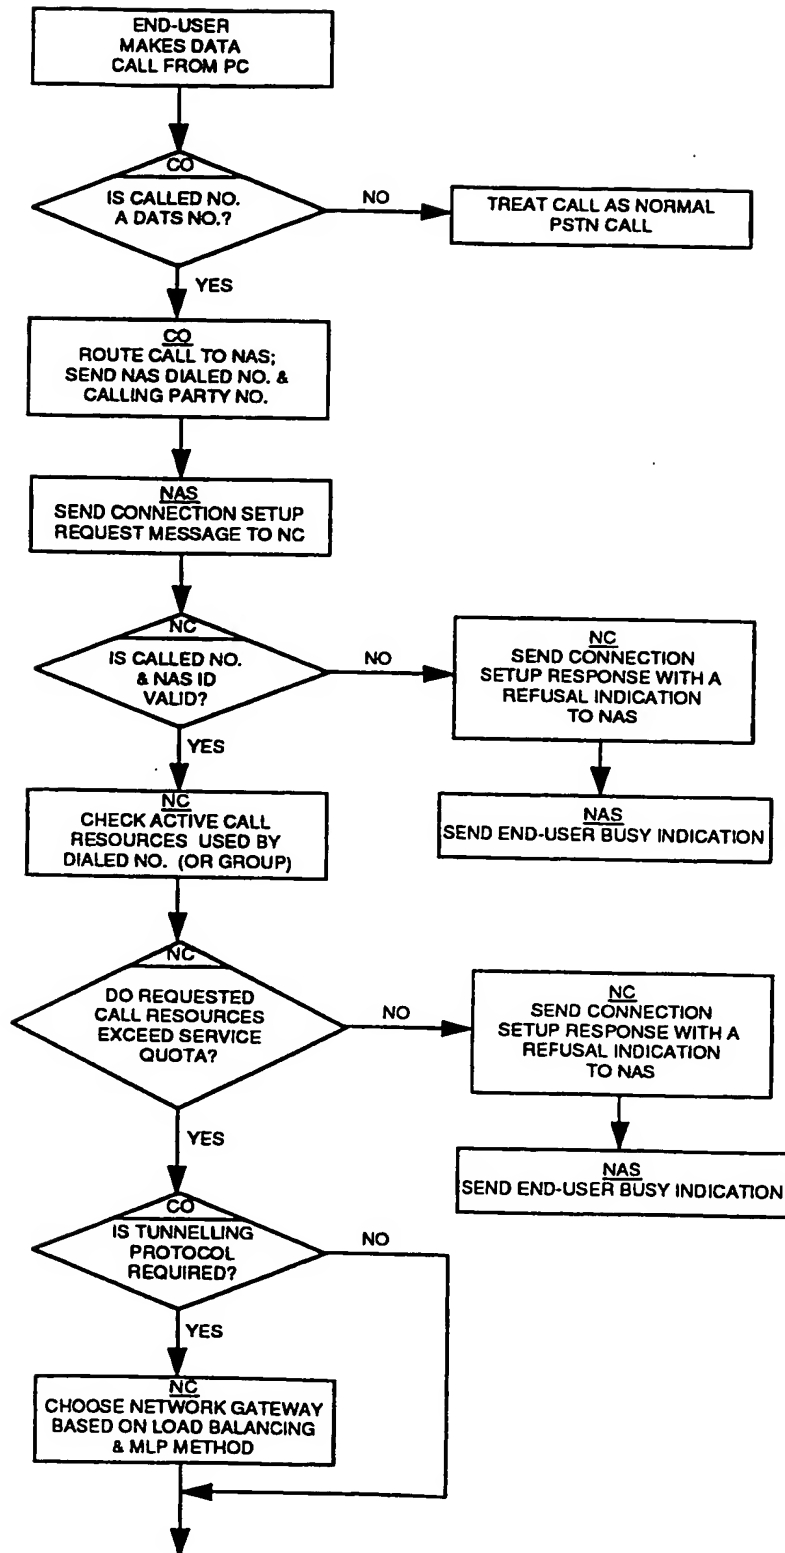 END-USER
MAKES DATA
CALL FROM PC
CO
IS CALLED NO.
A DATS NO.?
NO
TREAT CALL AS NORMAL
PSTN CALL
YES
CO
ROUTE CALL TO NAS;
SEND NAS DIALED NO. &
CALLING PARTY NO.
NAS
SEND CONNECTION SETUP
REQUEST MESSAGE TO NC
NC
IS CALLED NO.
& NAS ID
VALID?
NO
NC
SEND CONNECTION
SETUP RESPONSE WITH A
REFUSAL INDICATION
TO NAS
YES
NAS
SEND END-USER BUSY INDICATION
NC
CHECK ACTIVE CALL
RESOURCES USED BY
DIALED NO. (OR GROUP)
NC
DO REQUESTED
CALL RESOURCES
EXCEED SERVICE
QUOTA?
NO
NC
SEND CONNECTION
SETUP RESPONSE WITH A
REFUSAL INDICATION
TO NAS
YES
NAS
SEND END-USER BUSY INDICATION
CO
IS TUNNELLING
PROTOCOL
REQUIRED?
NO
YES
NC
CHOOSE NETWORK GATEWAY
BASED ON LOAD BALANCING
& MLP METHOD